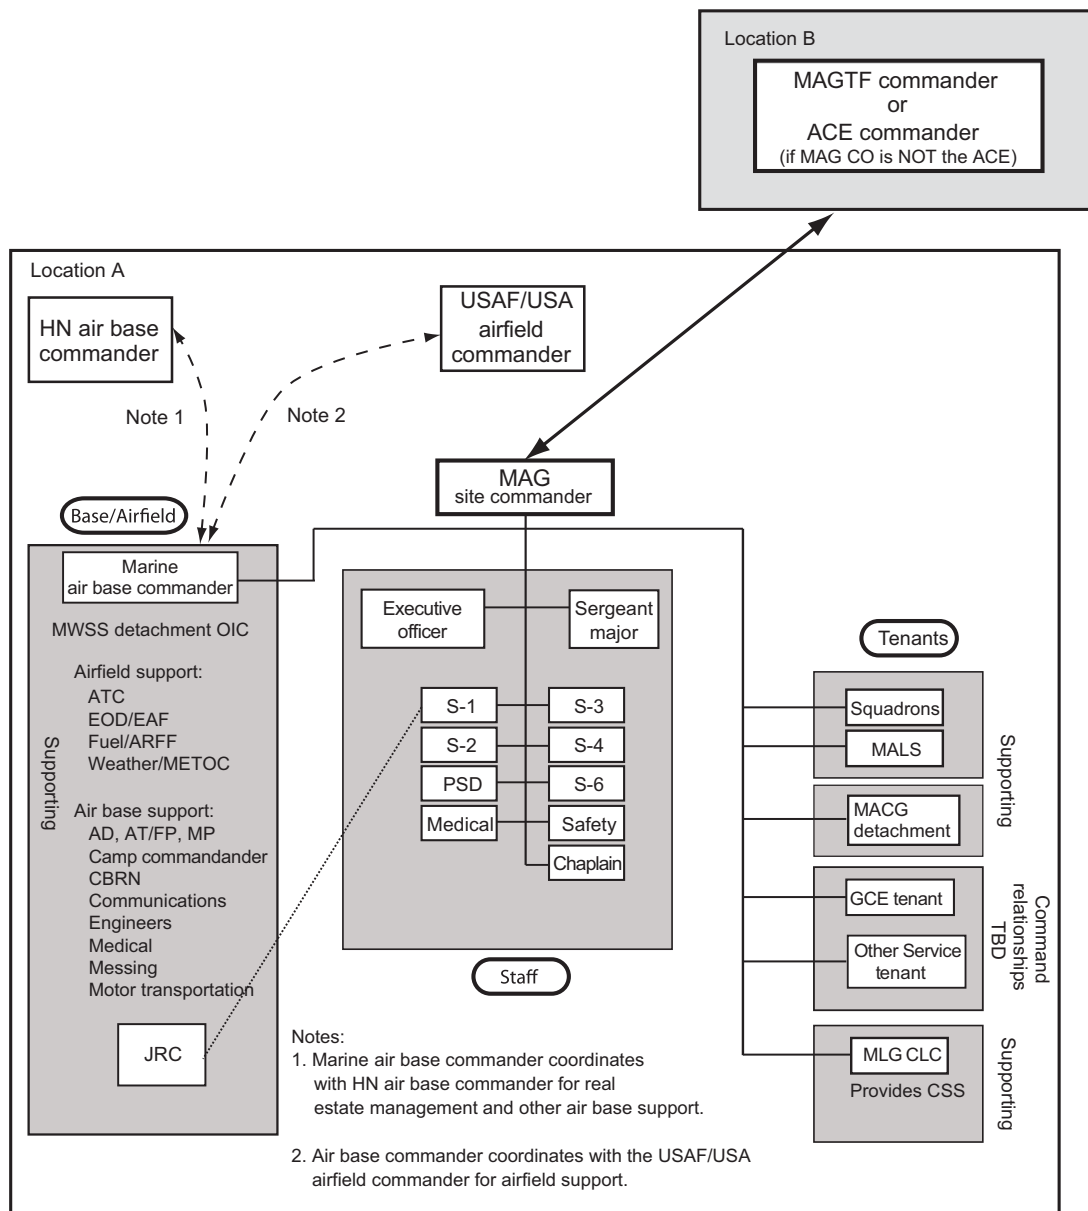 Location B
MAGTF commander
or
ACE commander
(if MAG CO is NOT the ACE)
Location A
HN air base
commander
USAF/USA
airfield
commander
Note 1
Note 2
MAG
site commander
Base/Airfield
Marine
air base commander
MWSS detachment OIC
Airfield support:
ATC
EOD/EAF
Fuel/ARFF
Weather/METOC
Supporting
Air base support:
AD, AT/FP, MP
Camp commandander
CBRN
Communications
Engineers
Medical
Messing
Motor transportation
JRC
Executive
officer
Sergeant
major
S-1
S-3
S-2
S-4
PSD
S-6
Medical
Safety
Chaplain
Staff
Tenants
Squadrons
MALS
MACG
detachment
Supporting
GCE tenant
Other Service
tenant
Command
relationships
TBD
MLG CLC
Provides CSS
Supporting
Notes:
1. Marine air base commander coordinates
with HN air base commander for real
estate management and other air base support.
2. Air base commander coordinates with the USAF/USA
airfield commander for airfield support.